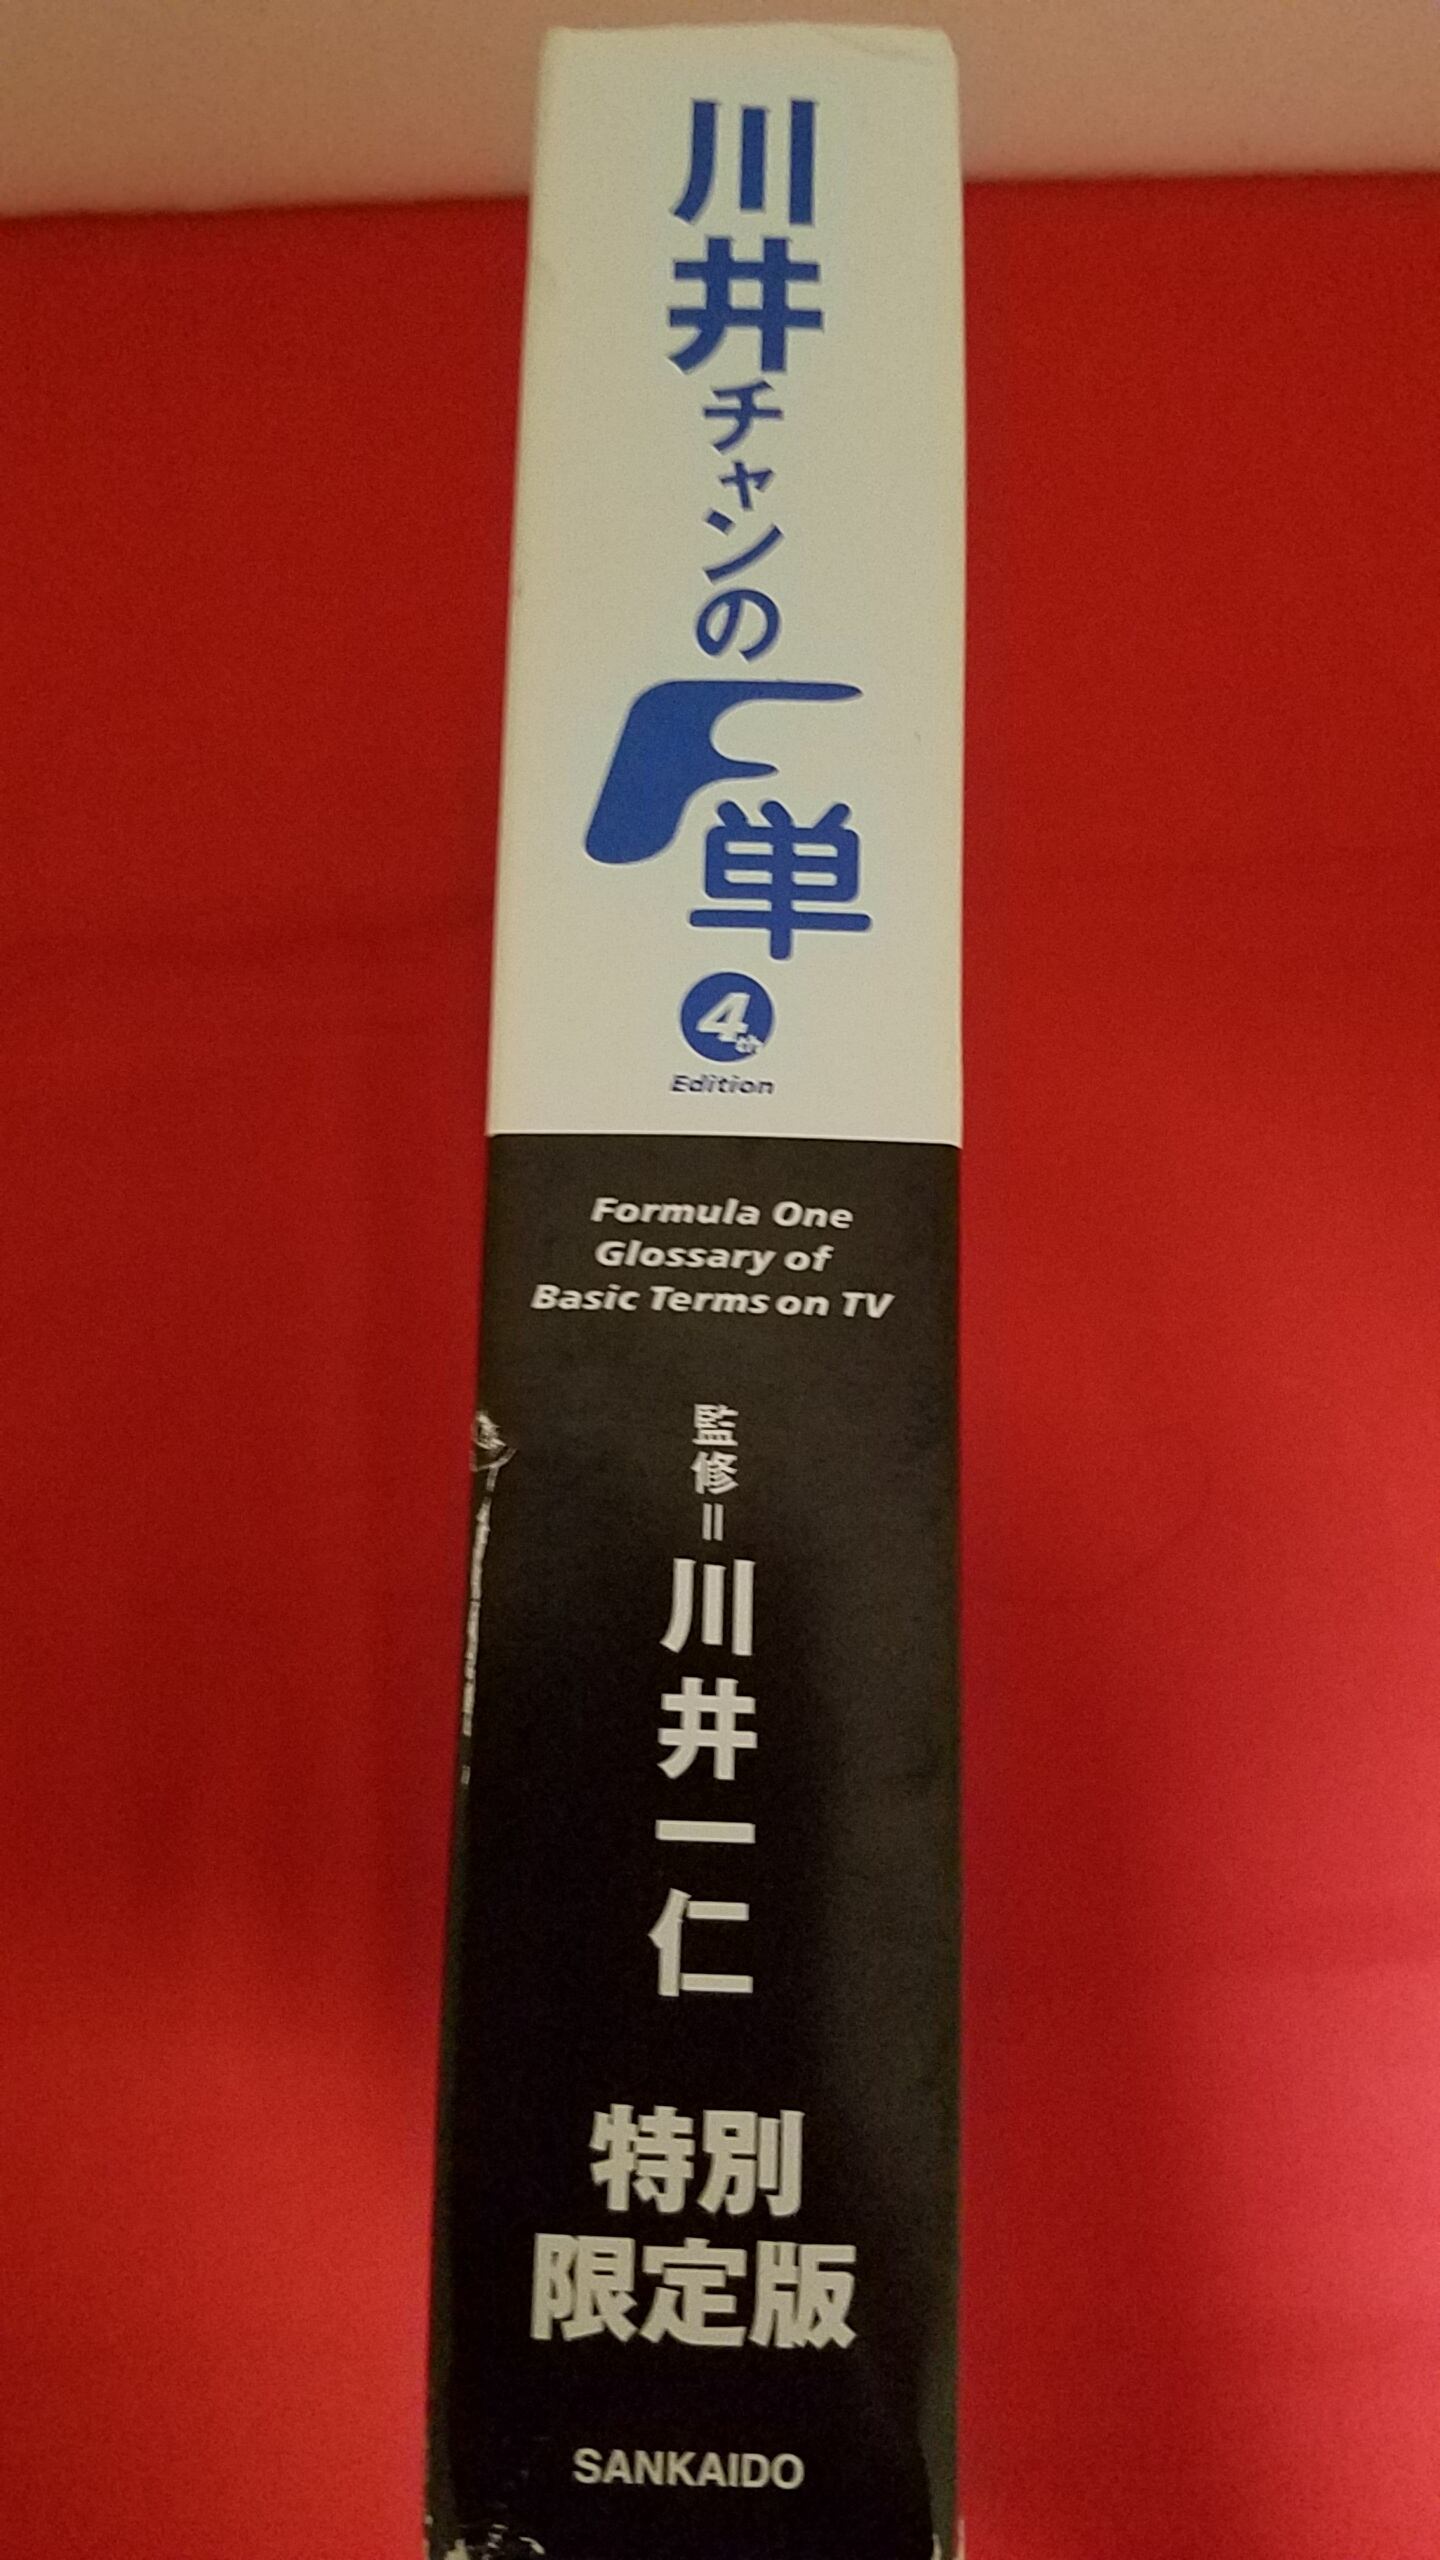 川井チャンの
F単
4th
Edition
Formula One
Glossary of
Basic Terms on TV
監修=川井一仁
特別
限定版
SANKAIDO